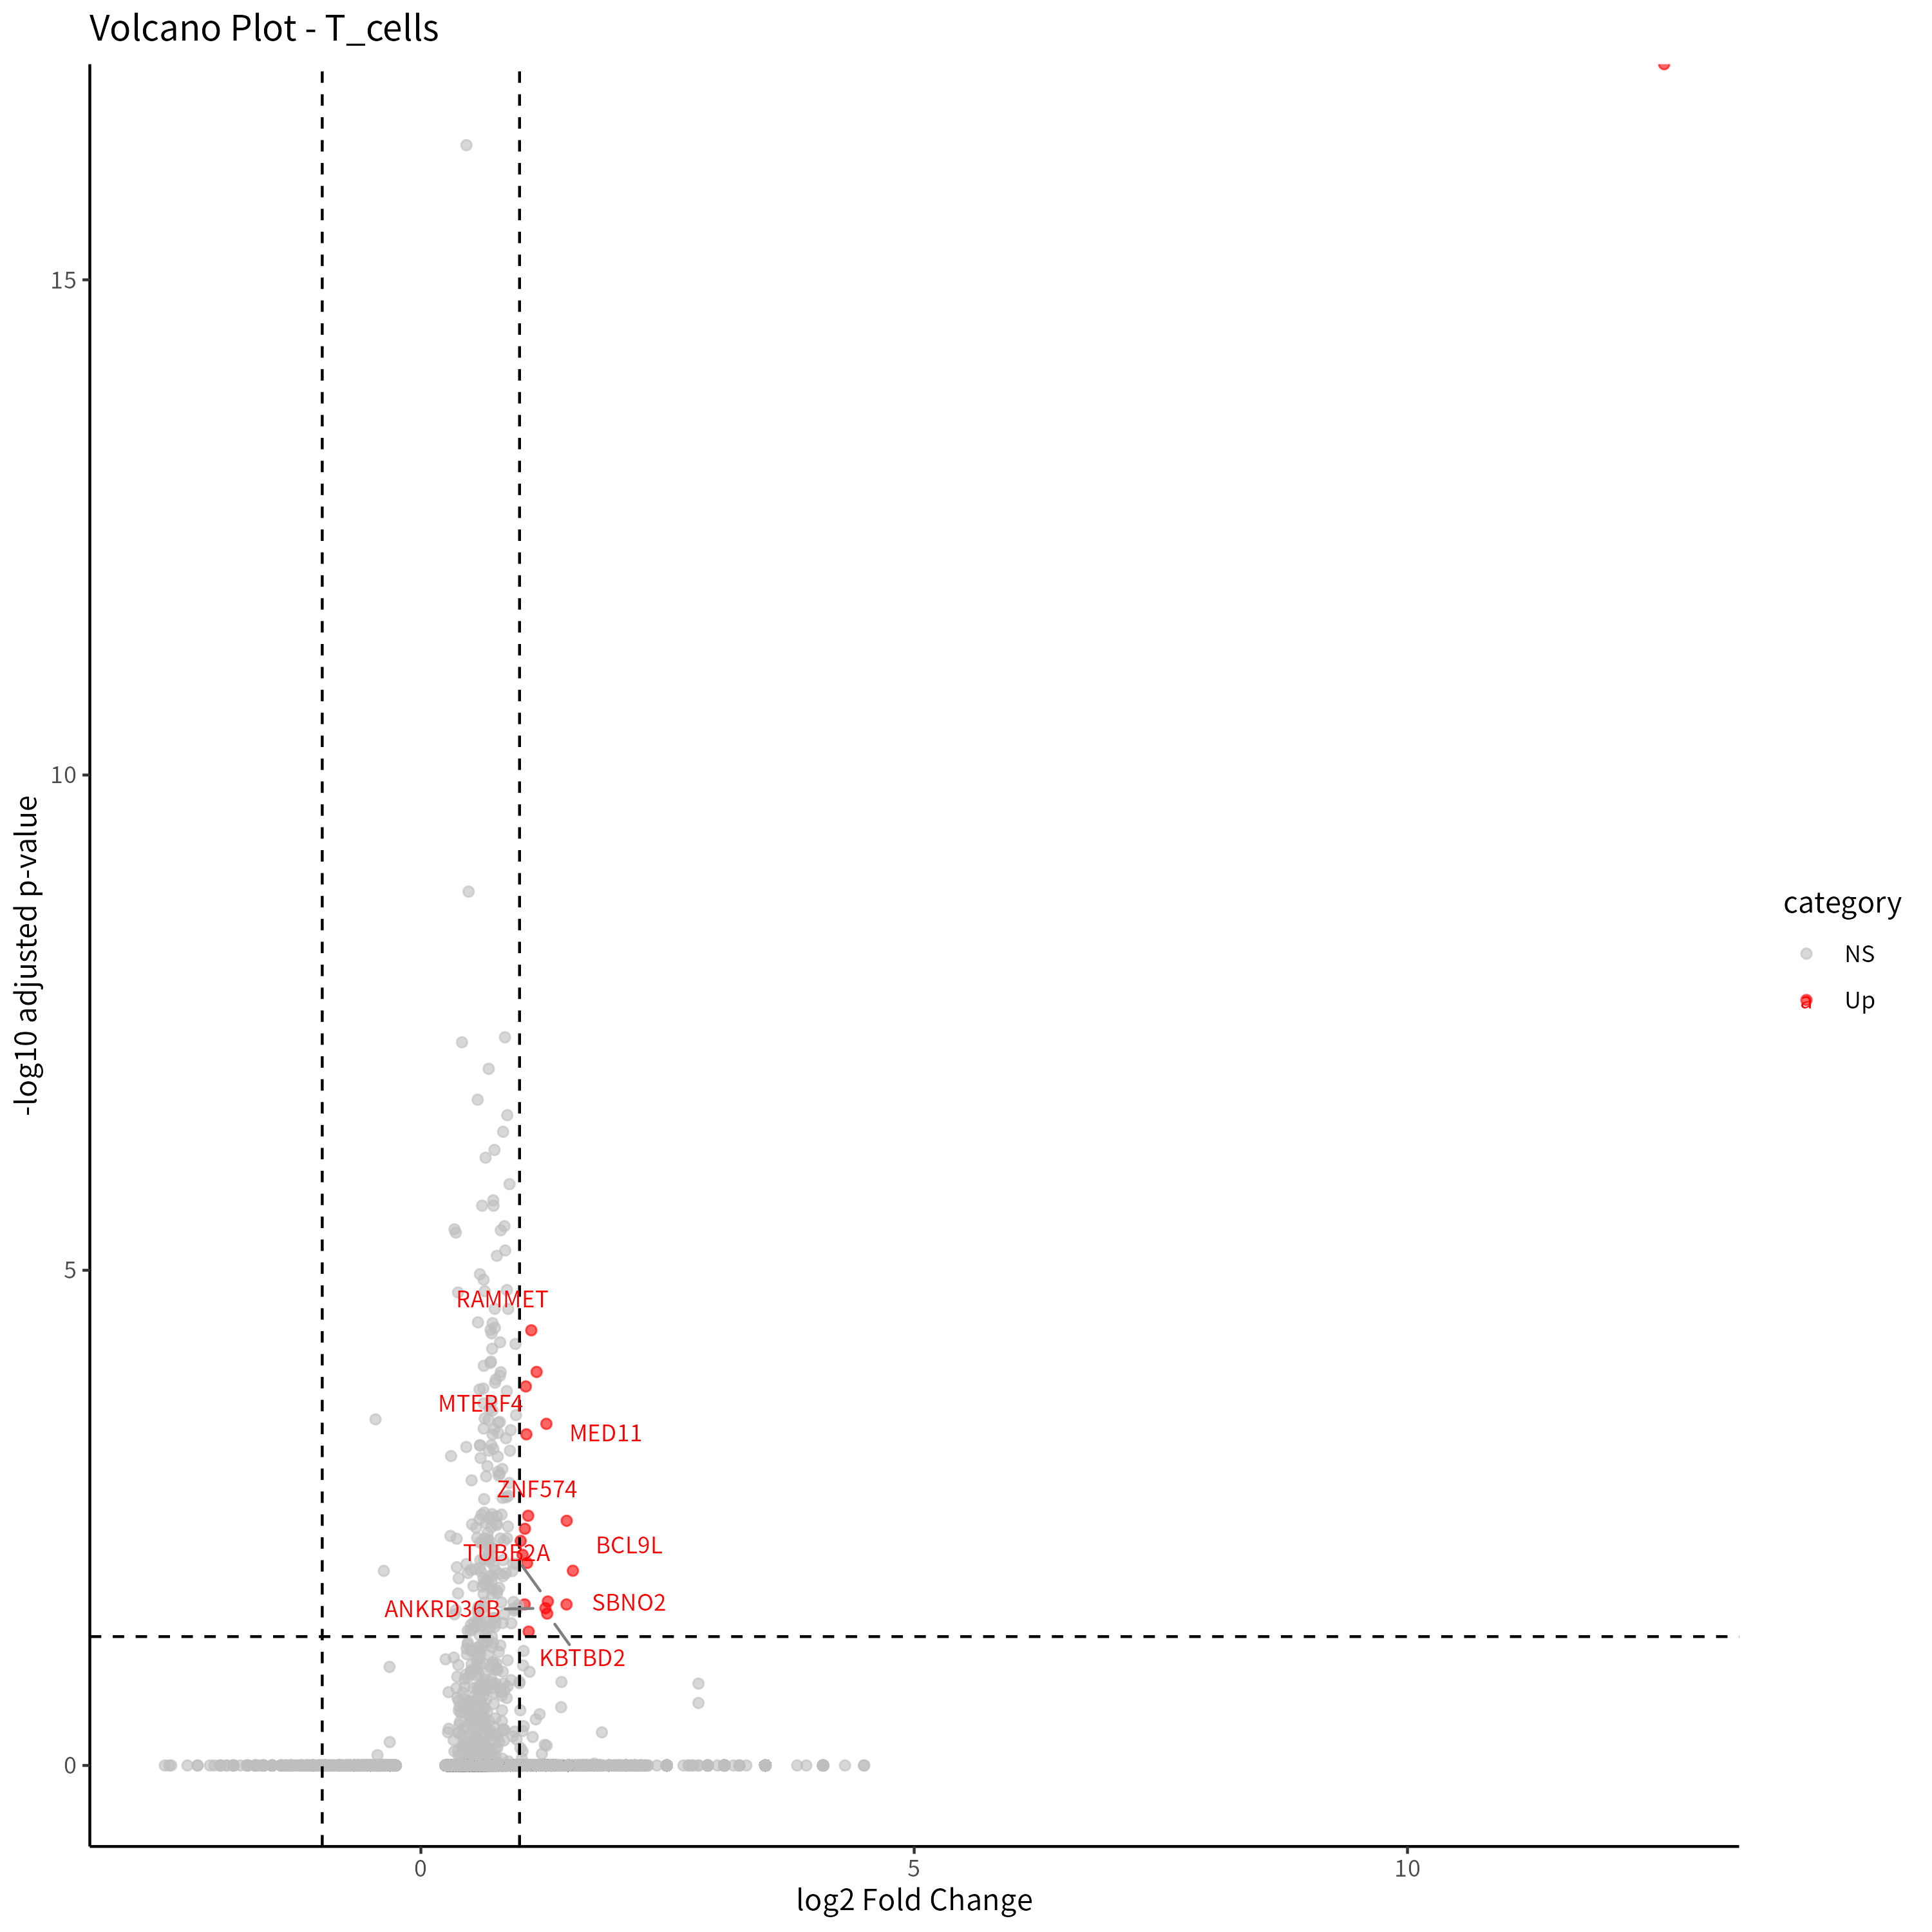 Volcano Plot - T_cells
-log10 adjusted p-value
15
10
5
0
RAMMET
MTERF4
MED11
ZNF574
BCL9L
TUBB2A
SBNO2
ANKRD36B
KBTBD2
0
5
10
log2 Fold Change
category
NS
a
Up